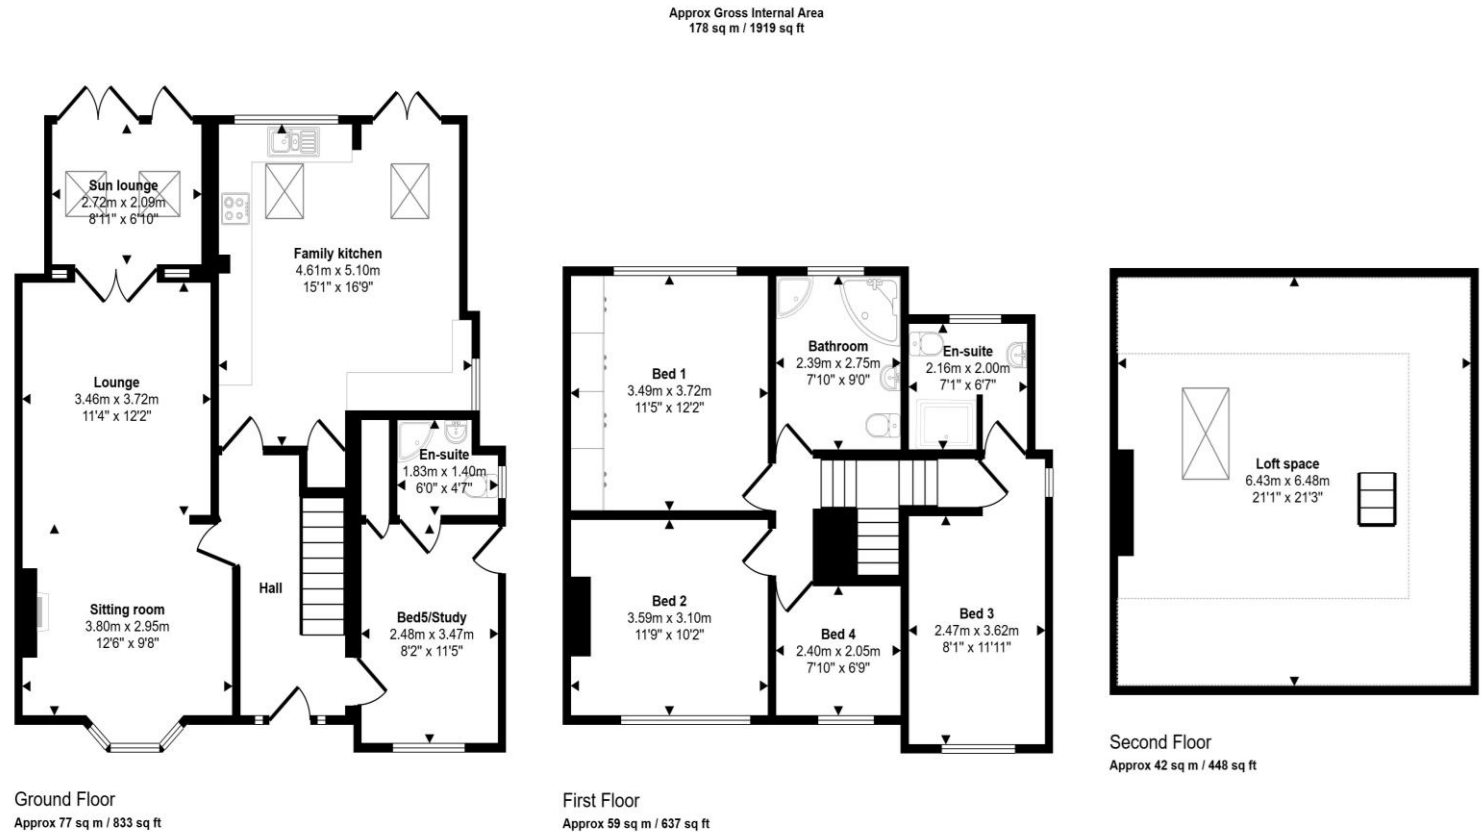 Approx Gross Internal Area
178 sq m / 1919 sq ft
Sun lounge
2.72m x 2.09m
8'11" x 6'10"
Family kitchen
4.61m x 5.10m
15'1" x 16'9"
Lounge
3.46m x 3.72m
11'4" x 12'2"
En-suite
1.83m x 1.40m
6'0" x 4'7"
Hall
Sitting room
3.80m x 2.95m
12'6" x 9'8"
Bed5/Study
2.48m x 3.47m
8'2" x 11'5"
Ground Floor
Approx 77 sq m / 833 sq ft
Bed 1
3.49m x 3.72m
11'5" x 12'2"
Bathroom
2.39m x 2.75m
7'10" x 9'0"
En-suite
2.16m x 2.00m
7'1" x 6'7"
Bed 2
3.59m x 3.10m
11'9" x 10'2"
Bed 4
2.40m x 2.05m
7'10" x 6'9"
Bed 3
2.47m x 3.62m
8'1" x 11'11"
First Floor
Approx 59 sq m / 637 sq ft
Loft space
6.43m x 6.48m
21'1" x 21'3"
Second Floor
Approx 42 sq m / 448 sq ft